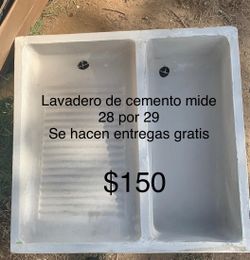 Lavadero de cemento mide
28 por 29
Se hacen entregas gratis
$150